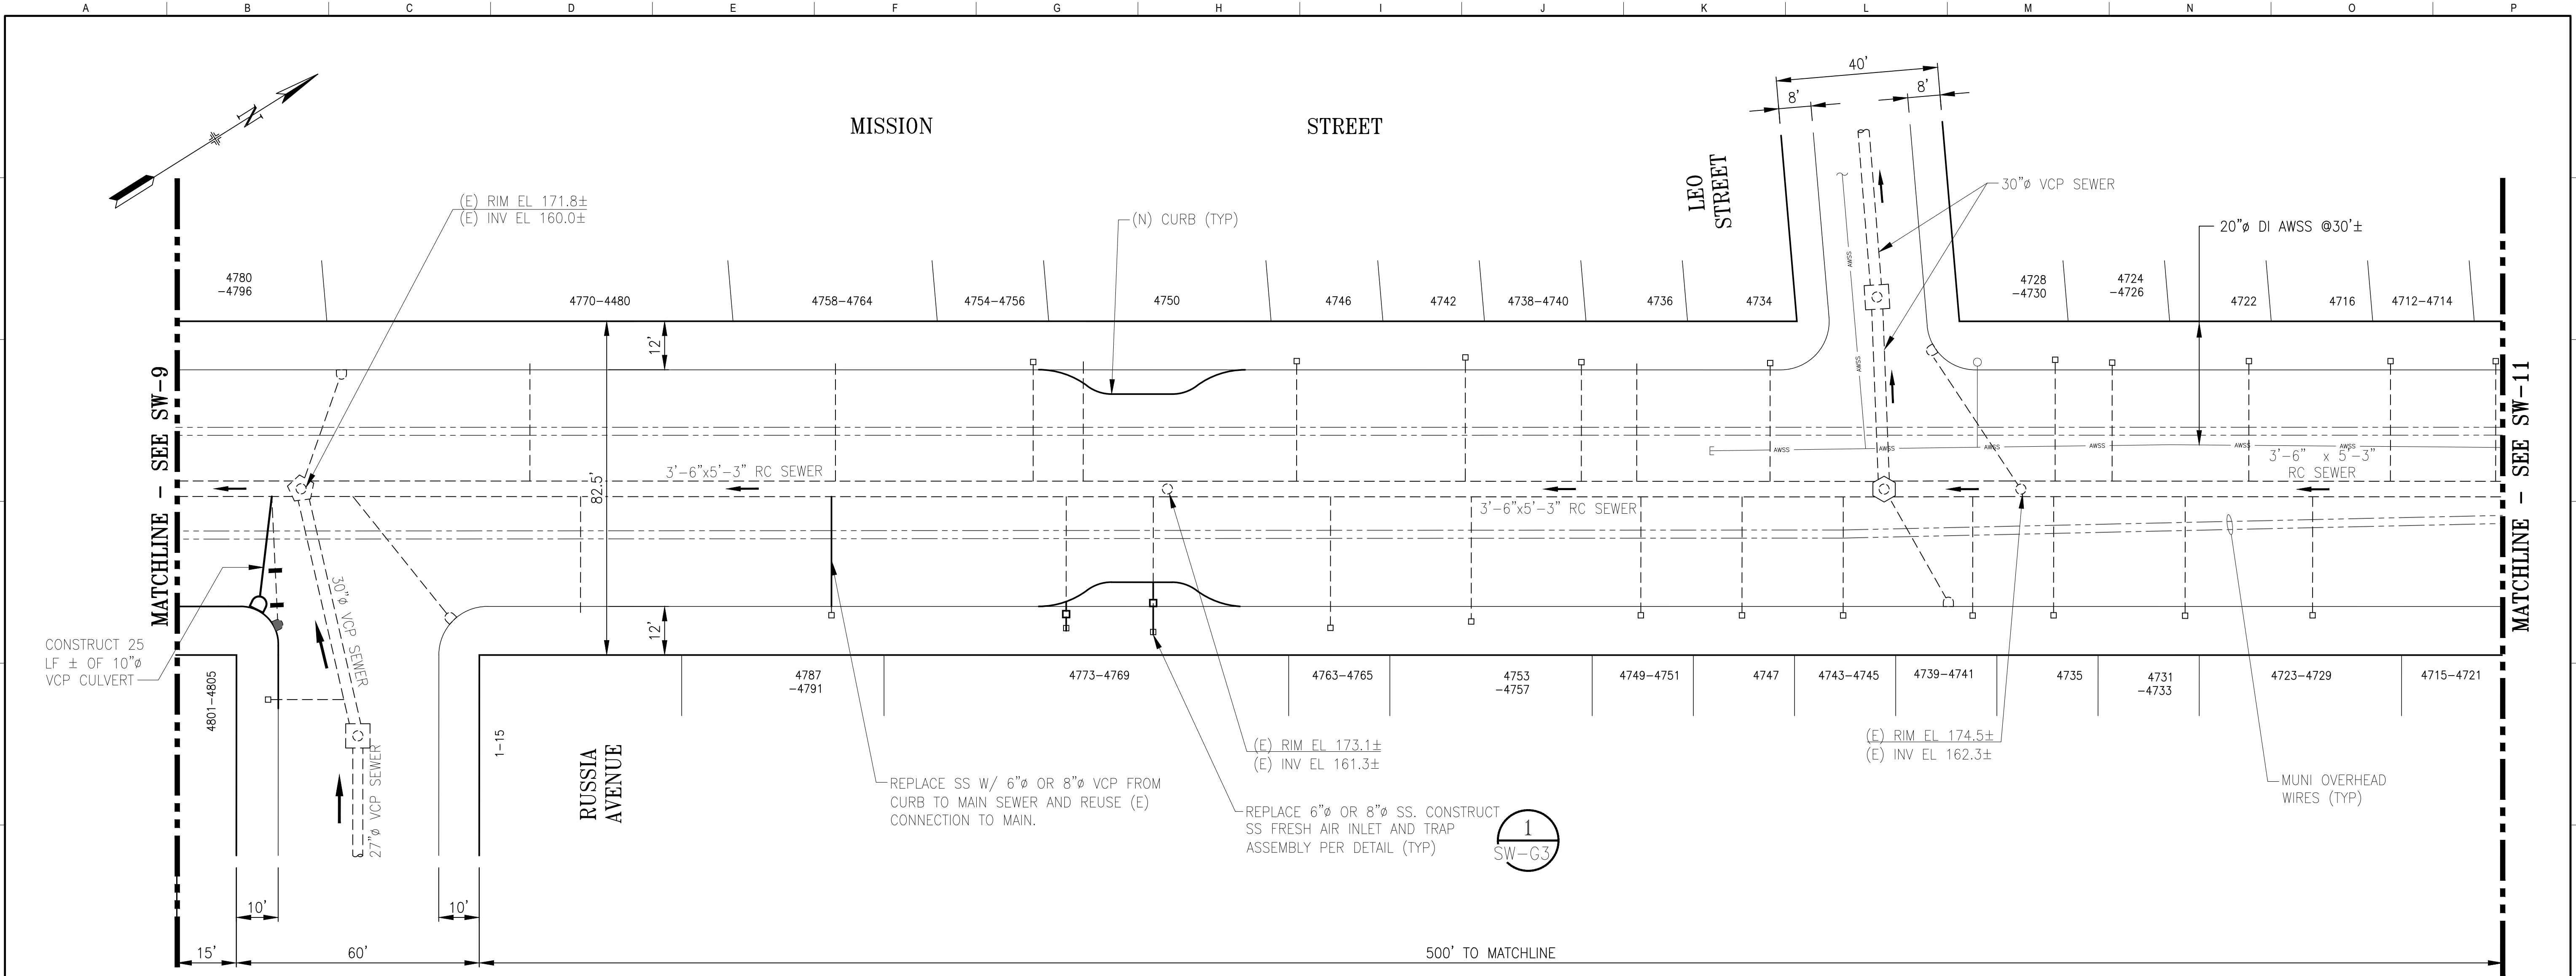 A B C D E F G H I J K L M N O P
N
MISSION STREET
LEO
STREET
40'
8'
8'
(E) RIM EL 171.8±
(E) INV EL 160.0±
(N) CURB (TYP)
30"ø VCP SEWER
20"ø DI AWSS @30'±
4780
-4796
4770-4480
4758-4764
4754-4756
4750
4746
4742
4738-4740
4736
4734
4728
-4730
4724
-4726
4722
4716
4712-4714
MATCHLINE - SEE SW-9
12'
82.5'
12'
AWSS
AWSS
AWSS
AWSS
AWSS
AWSS
AWSS
AWSS
3'-6"x5'-3" RC SEWER
3'-6"x5'-3" RC SEWER
3'-6" x 5'-3"
RC SEWER
MATCHLINE - SEE SW-11
CONSTRUCT 25
LF ± OF 10"ø
VCP CULVERT
30"ø VCP SEWER
27"ø VCP SEWER
4801-4805
1-15
RUSSIA
AVENUE
4787
-4791
4773-4769
4763-4765
4753
-4757
4749-4751
4747
4743-4745
4739-4741
4735
4731
-4733
4723-4729
4715-4721
REPLACE SS W/ 6"ø OR 8"ø VCP FROM
CURB TO MAIN SEWER AND REUSE (E)
CONNECTION TO MAIN.
(E) RIM EL 173.1±
(E) INV EL 161.3±
REPLACE 6"ø OR 8"ø SS. CONSTRUCT
SS FRESH AIR INLET AND TRAP
ASSEMBLY PER DETAIL (TYP)
1
SW-G3
(E) RIM EL 174.5±
(E) INV EL 162.3±
MUNI OVERHEAD
WIRES (TYP)
10'
10'
15'
60'
500' TO MATCHLINE